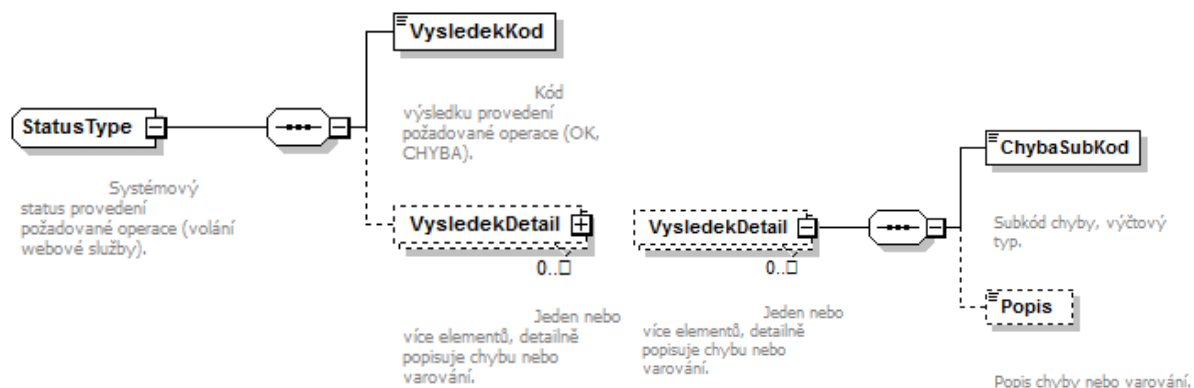 VysledekKod
Kód
výsledku provedení
požadované operace (OK,
CHYBA).
StatusType
Systémový
status provedení
požadované operace (volání
webové služby).
VysledekDetail
0..□
Jeden nebo
více elementů, detailně
popisuje chybu nebo
varování.
VysledekDetail
0..□
Jeden nebo
více elementů, detailně
popisuje chybu nebo
varování.
ChybaSubKod
Subkód chyby, výčtový
typ.
Popis
Popis chyby nebo varování.